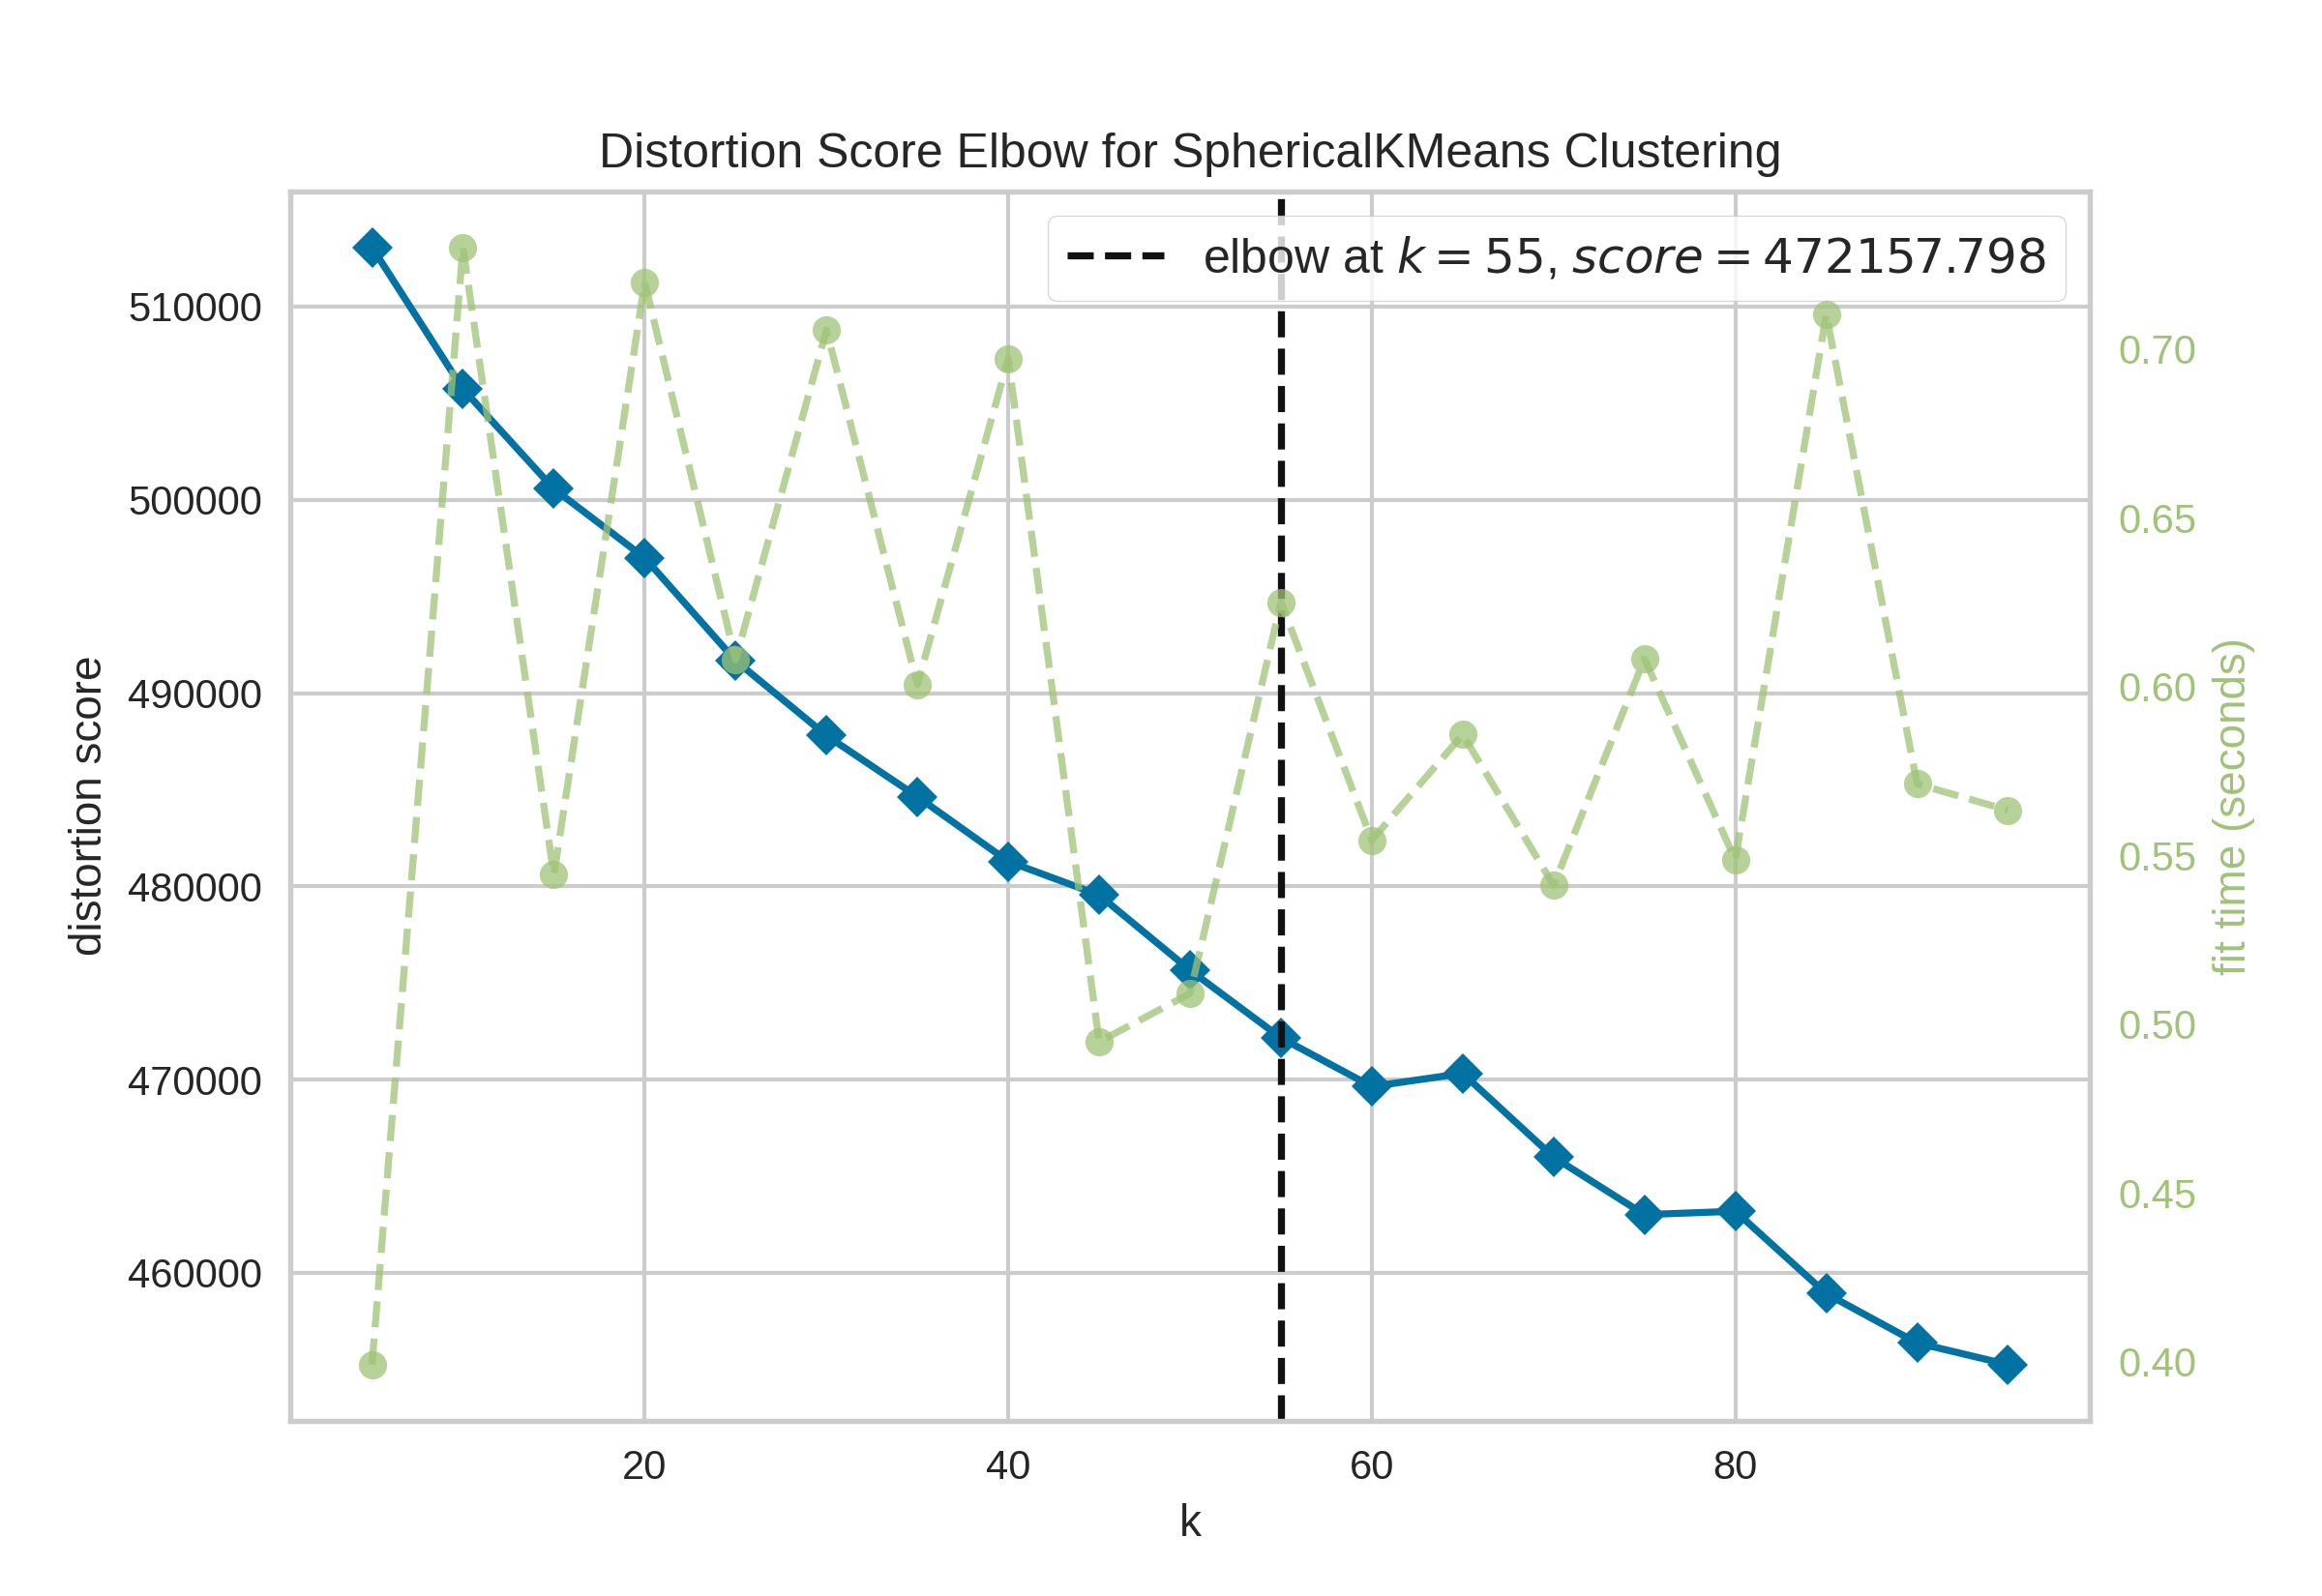 Distortion Score Elbow for SphericalKMeans Clustering
elbow at k = 55, score = 472157.798
distortion score
510000
500000
490000
480000
470000
460000
0.70
0.65
0.60
0.55
0.50
0.45
0.40
fit time (seconds)
20 40 60 80
k